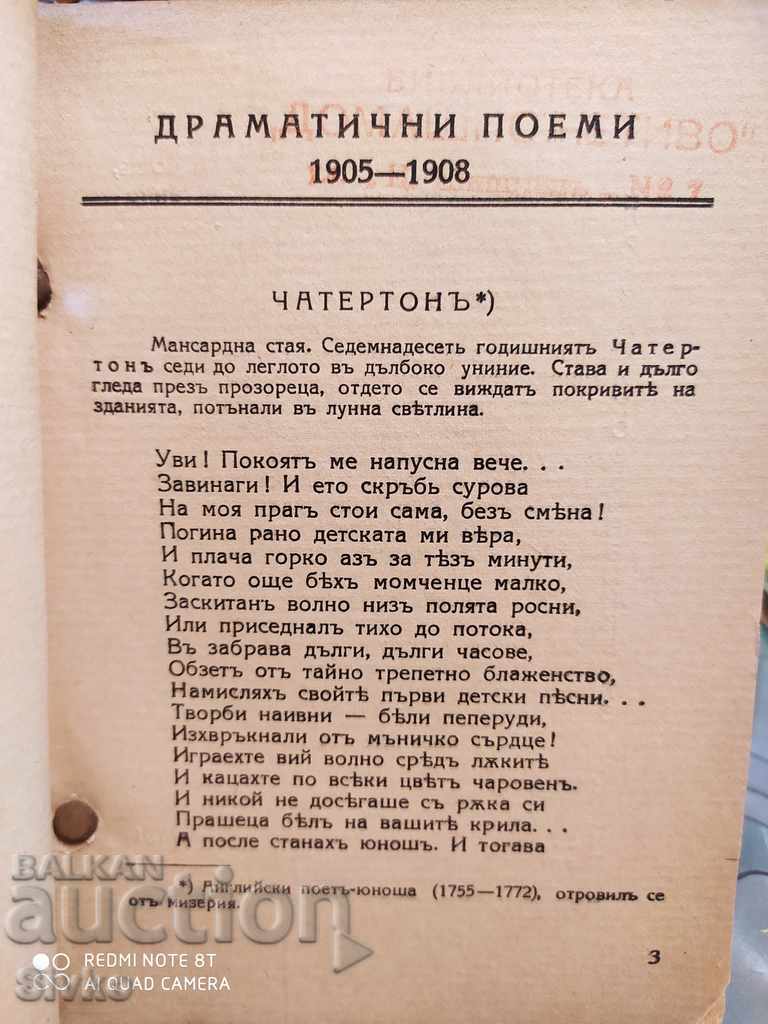 ДРАМАТИЧНИ ПОЕМИ
1905—1908
№ 7
ЧАТЕРТОНЪ*)
Мансардна стая. Седемнадесеть годишниятъ Чатер-
тонъ седи до леглото въ дълбоко униние. Става и дълго
гледа презъ прозореца, отдето се виждатъ покривитѣ на
зданията, потънали въ лунна свѣтлина.
Уви! Покоятъ ме напусна вече. . .
Завинаги! И ето скръбь сурова
На моя прагъ стои сама, безъ смѣна!
Погина рано детската ми вѣра,
И плача горко азъ за тѣзъ минути,
Когато още бѣхъ момченце малко,
Заскитанъ волно низъ полята росни,
Или приседналъ тихо до потока,
Въ забрава дълги, дълги часове,
Обзетъ отъ тайно трепетно блаженство,
Намисляхъ свойтѣ първи детски пѣсни. . .
Творби наивни — бѣли пеперуди,
Изхвръкнали отъ мъничко сърдце!
Играехте вий волно срѣдъ лѫкитѣ
И кацахте по всѣки цвѣтъ чаровенъ.
И никой не досѣгаше съ рѫка си
Прашеца бѣлъ на вашитѣ крила. . .
А после станахъ юношъ. И тогава
*) Английски поетъ-юноша (1755—1772), отровилъ се
отъ мизерия.
3
BALKAN
auction
Sivko
REDMI NOTE 8T
AI QUAD CAMERA